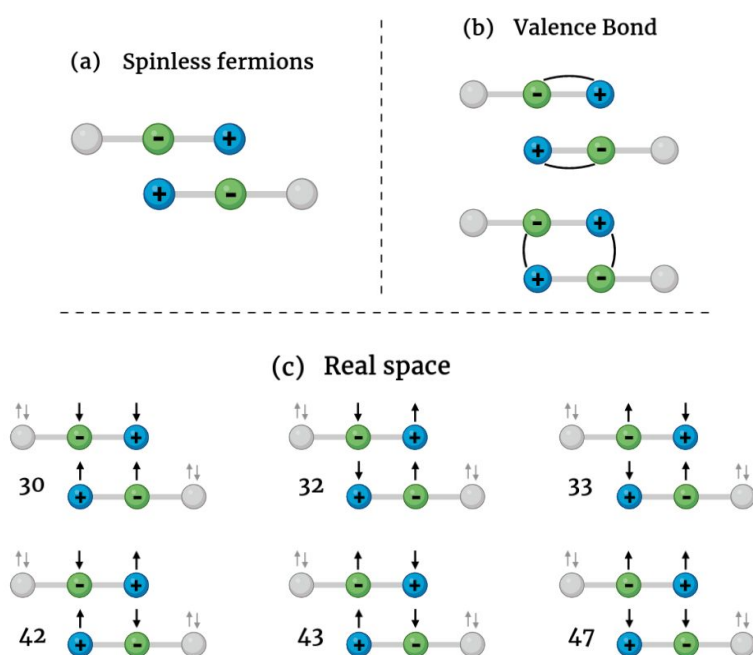 (a) Spinless fermions
(b) Valence Bond
- +
+ -
- +
+ -
- +
+ -
(c) Real space
↑↓ ↓ ↓
- +
↑ ↑ ↑↓
30 + -
↑↓ ↓ ↑
- +
↓ ↑ ↑↓
32 + -
↑↓ ↑ ↓
- +
↓ ↑ ↑↓
33 + -
↑↓ ↓ ↑
- +
↑ ↓ ↑↓
42 + -
↑↓ ↑ ↓
- +
↑ ↓ ↑↓
43 + -
↑↓ ↑ ↑
- +
↓ ↓ ↑↓
47 + -